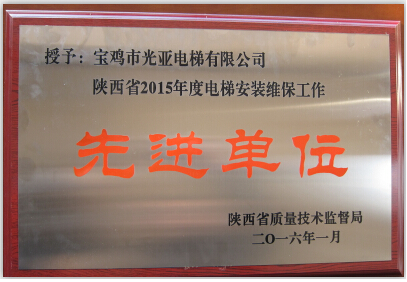 授予：宝鸡市光亚电梯有限公司
陕西省2015年度电梯安装维保工作
先进单位
陕西省质量技术监督局
二〇一六年一月